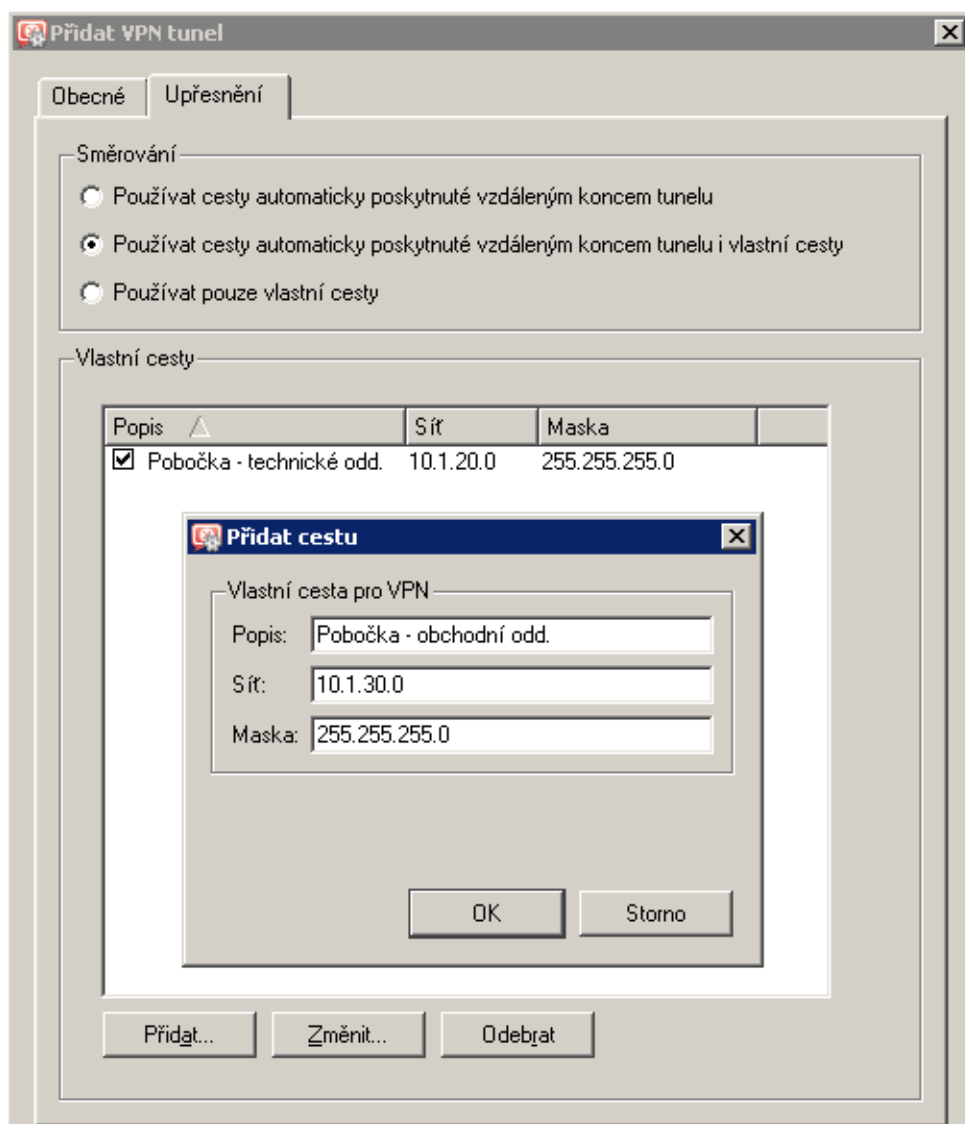 Přidat VPN tunel
Obecné
Upřesnění
Směrování
Používat cesty automaticky poskytnuté vzdáleným koncem tunelu
Používat cesty automaticky poskytnuté vzdáleným koncem tunelu i vlastní cesty
Používat pouze vlastní cesty
Vlastní cesty
Popis Síť Maska
Pobočka - technické odd. 10.1.20.0 255.255.255.0
Přidat cestu
Vlastní cesta pro VPN
Popis: Pobočka - obchodní odd.
Síť: 10.1.30.0
Maska: 255.255.255.0
OK Storno
Přidat... Změnit... Odebrat